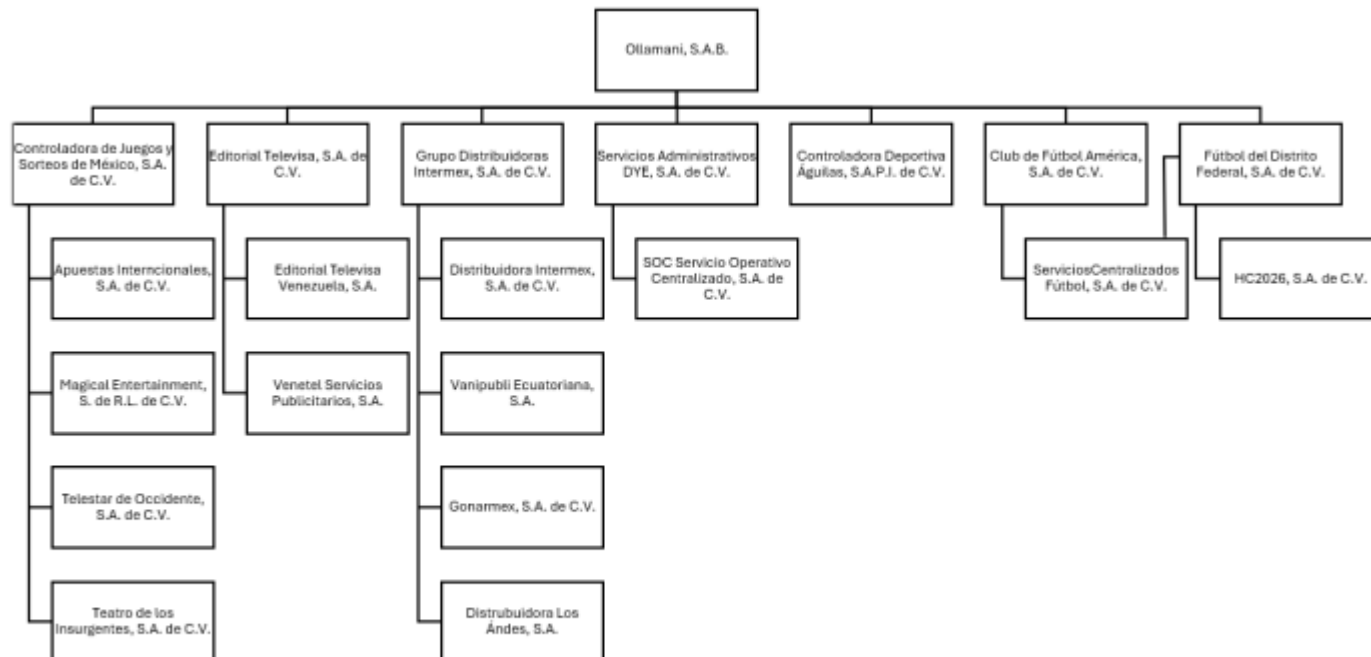 Ollamani, S.A.B.
Controladora de Juegos y
Sorteos de México, S.A.
de C.V.
Editorial Televisa, S.A. de
C.V.
Grupo Distribuidoras
Intermex, S.A. de C.V.
Servicios Administrativos
DYE, S.A. de C.V.
Controladora Deportiva
Águilas, S.A.P.I. de C.V.
Club de Fútbol América,
S.A. de C.V.
Fútbol del Distrito
Federal, S.A. de C.V.
Apuestas Interncionales,
S.A. de C.V.
Editorial Televisa
Venezuela, S.A.
Distribuidora Intermex,
S.A. de C.V.
SOC Servicio Operativo
Centralizado, S.A. de
C.V.
ServiciosCentralizados
Fútbol, S.A. de C.V.
HC2026, S.A. de C.V.
Magical Entertainment,
S. de R.L. de C.V.
Venetel Servicios
Publicitarios, S.A.
Vanipubli Ecuatoriana,
S.A.
Telestar de Occidente,
S.A. de C.V.
Gonarmex, S.A. de C.V.
Teatro de los
Insurgentes, S.A. de C.V.
Distrubuidora Los
Ándes, S.A.